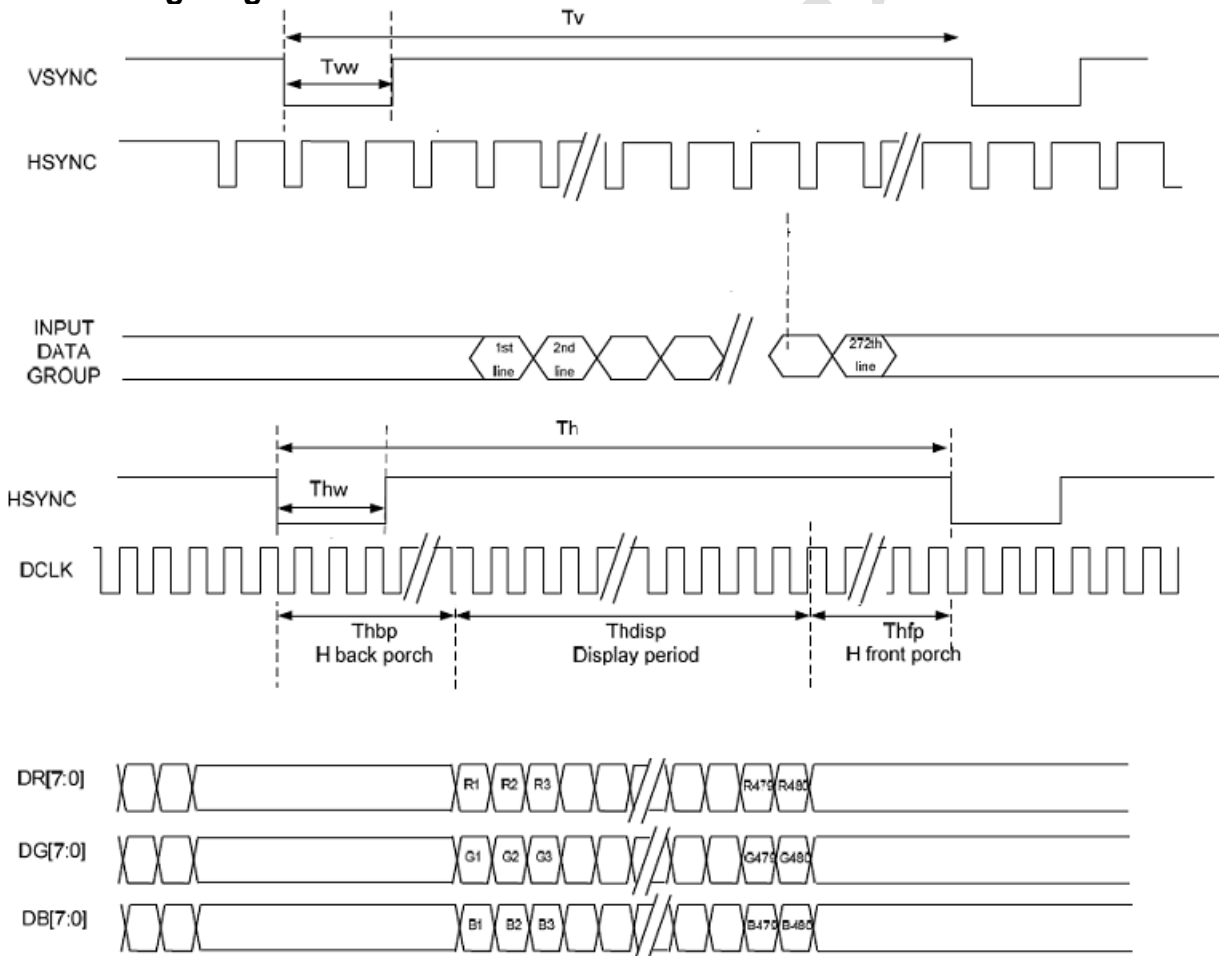 Tv
Tvw
VSYNC
HSYNC
INPUT
DATA
GROUP
1st
line
2nd
line
272th
line
Th
HSYNC
Thw
DCLK
Thbp
H back porch
Thdisp
Display period
Thfp
H front porch
DR[7:0]
R1 R2 R3 R479 R480
DG[7:0]
G1 G2 G3 G479 G480
DB[7:0]
B1 B2 B3 B479 B480